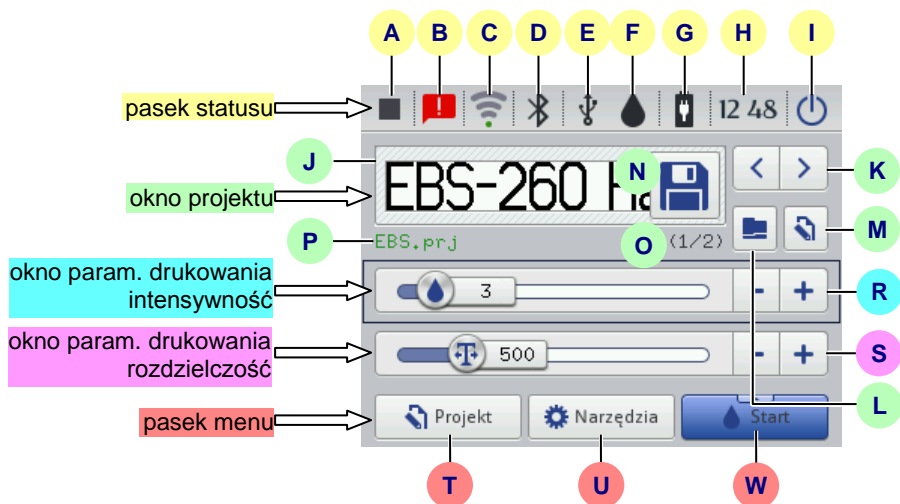 A B C D E F G H I
pasek statusu
12 48
J
EBS-260 Ha
N
K
okno projektu
P
EBS.prj
O
(1/2)
M
okno param. drukowania
intensywność
3
- +
R
okno param. drukowania
rozdzielczość
T
500
- +
S
L
pasek menu
Projekt
Narzędzia
Start
T
U
W